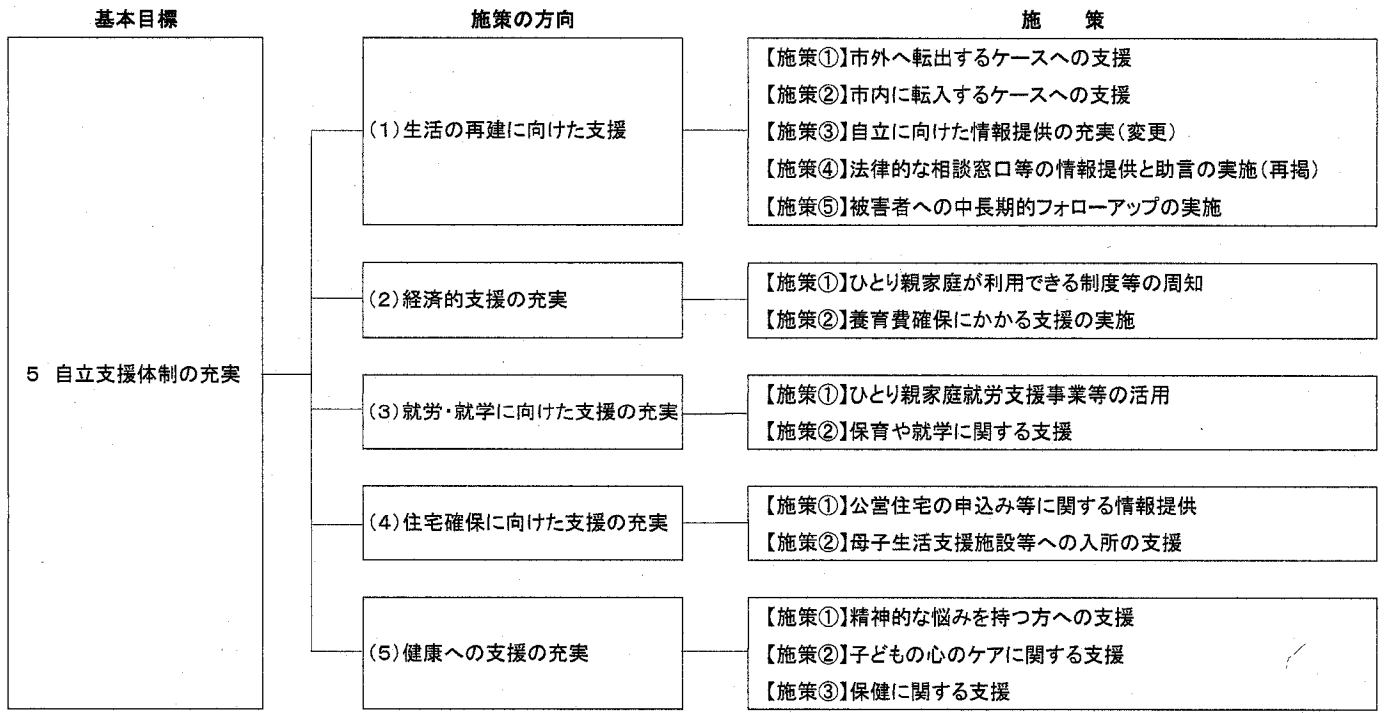 基本目標
施策の方向
施　策
5 自立支援体制の充実
(1)生活の再建に向けた支援
【施策①】市外へ転出するケースへの支援
【施策②】市内に転入するケースへの支援
【施策③】自立に向けた情報提供の充実(変更)
【施策④】法律的な相談窓口等の情報提供と助言の実施(再掲)
【施策⑤】被害者への中長期的フォローアップの実施
(2)経済的支援の充実
【施策①】ひとり親家庭が利用できる制度等の周知
【施策②】養育費確保にかかる支援の実施
(3)就労・就学に向けた支援の充実
【施策①】ひとり親家庭就労支援事業等の活用
【施策②】保育や就学に関する支援
(4)住宅確保に向けた支援の充実
【施策①】公営住宅の申込み等に関する情報提供
【施策②】母子生活支援施設等への入所の支援
(5)健康への支援の充実
【施策①】精神的な悩みを持つ方への支援
【施策②】子どもの心のケアに関する支援
【施策③】保健に関する支援